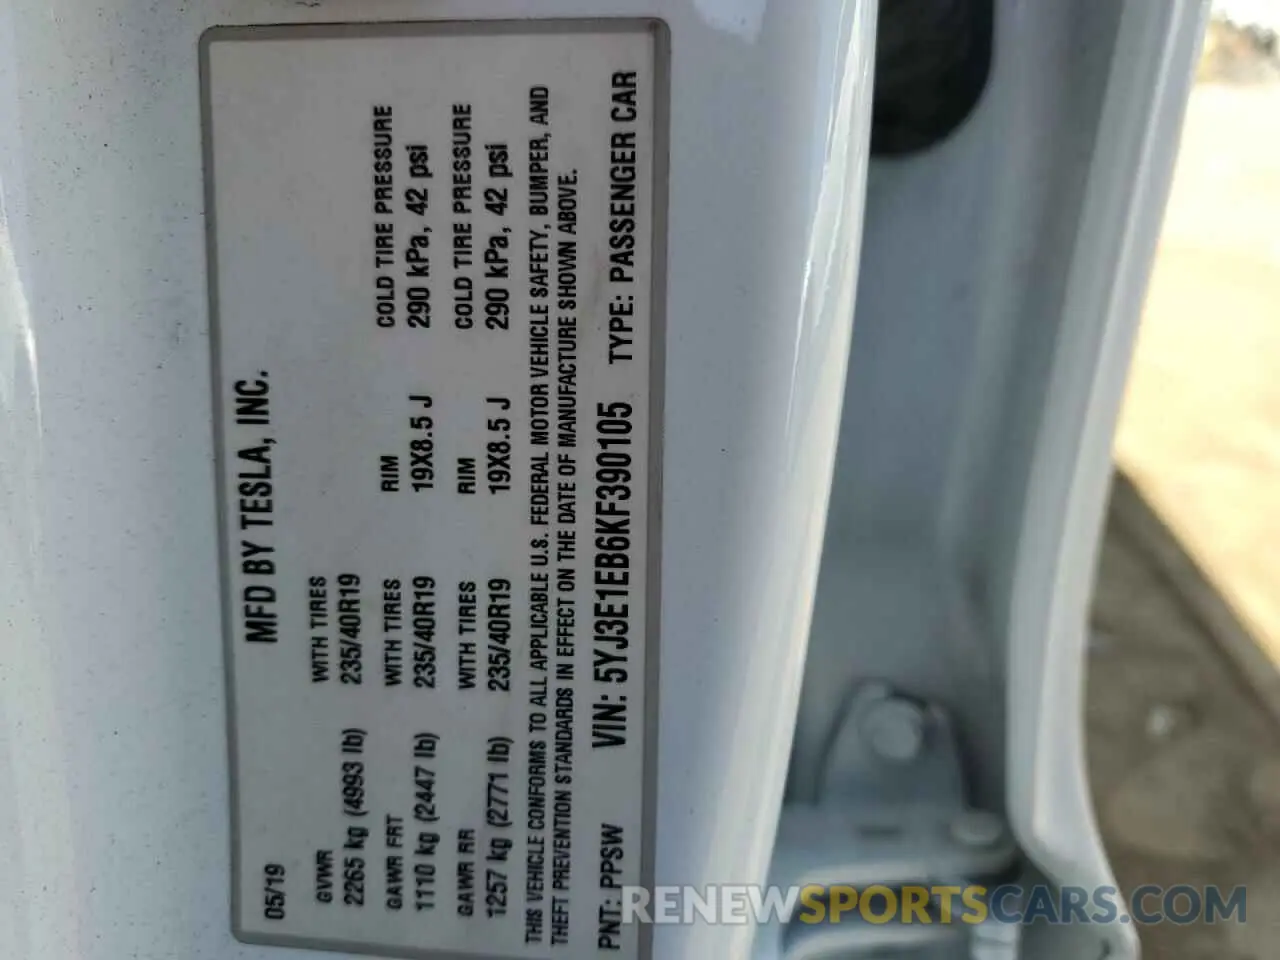 05/19 MFD BY TESLA, INC.
GVWR WITH TIRES
2265 kg (4993 lb) 235/40R19
GAWR FRT WITH TIRES RIM COLD TIRE PRESSURE
1110 kg (2447 lb) 235/40R19 19X8.5 J 290 kPa, 42 psi
GAWR RR WITH TIRES RIM COLD TIRE PRESSURE
1257 kg (2771 lb) 235/40R19 19X8.5 J 290 kPa, 42 psi
THIS VEHICLE CONFORMS TO ALL APPLICABLE U.S. FEDERAL MOTOR VEHICLE SAFETY, BUMPER, AND
THEFT PREVENTION STANDARDS IN EFFECT ON THE DATE OF MANUFACTURE SHOWN ABOVE.
PNT: PPSW VIN: 5YJ3E1EB6KF390105 TYPE: PASSENGER CAR
RENEWSPORTSCARS.COM